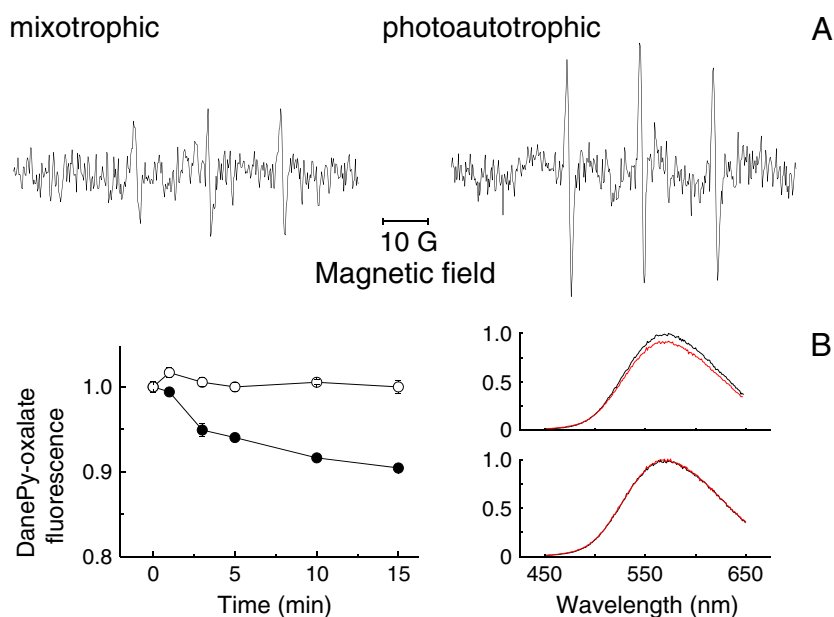 mixotrophic
photoautotrophic
A
10 G
Magnetic field
B
DanePy-oxalate
fluorescence
1.0
0.9
0.8
0
5
10
15
Time (min)
1.0
0.5
0
1.0
0.5
0
450
550
650
Wavelength (nm)